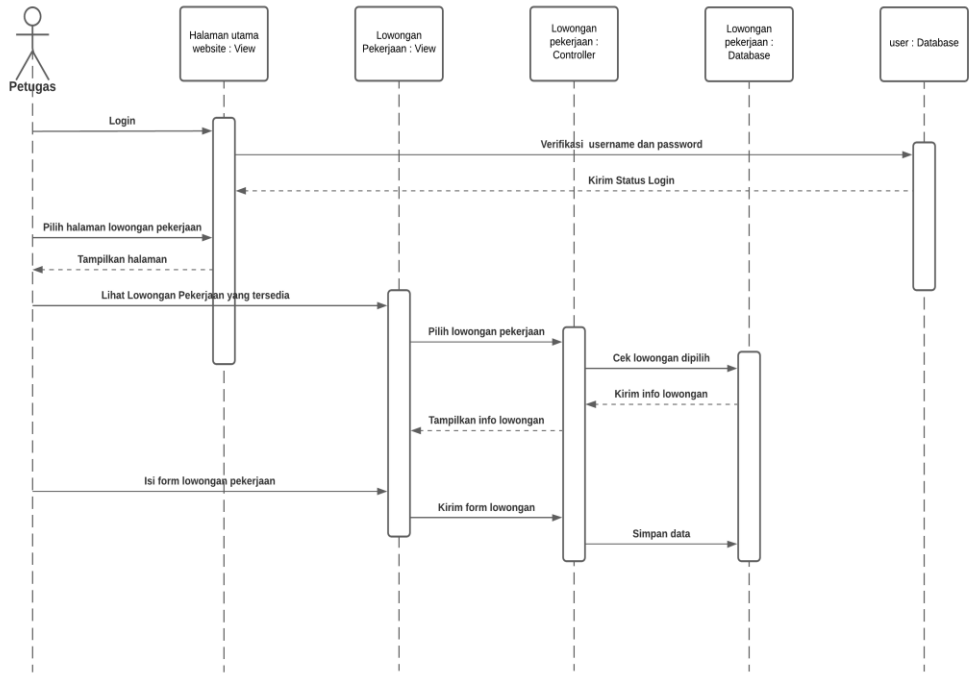 Petugas
Halaman utama
website : View
Lowongan
Pekerjaan : View
Lowongan
pekerjaan :
Controller
Lowongan
pekerjaan :
Database
user : Database
Login
Verifikasi username dan password
Kirim Status Login
Pilih halaman lowongan pekerjaan
Tampilkan halaman
Lihat Lowongan Pekerjaan yang tersedia
Pilih lowongan pekerjaan
Cek lowongan dipilih
Kirim info lowongan
Tampilkan info lowongan
Isi form lowongan pekerjaan
Kirim form lowongan
Simpan data